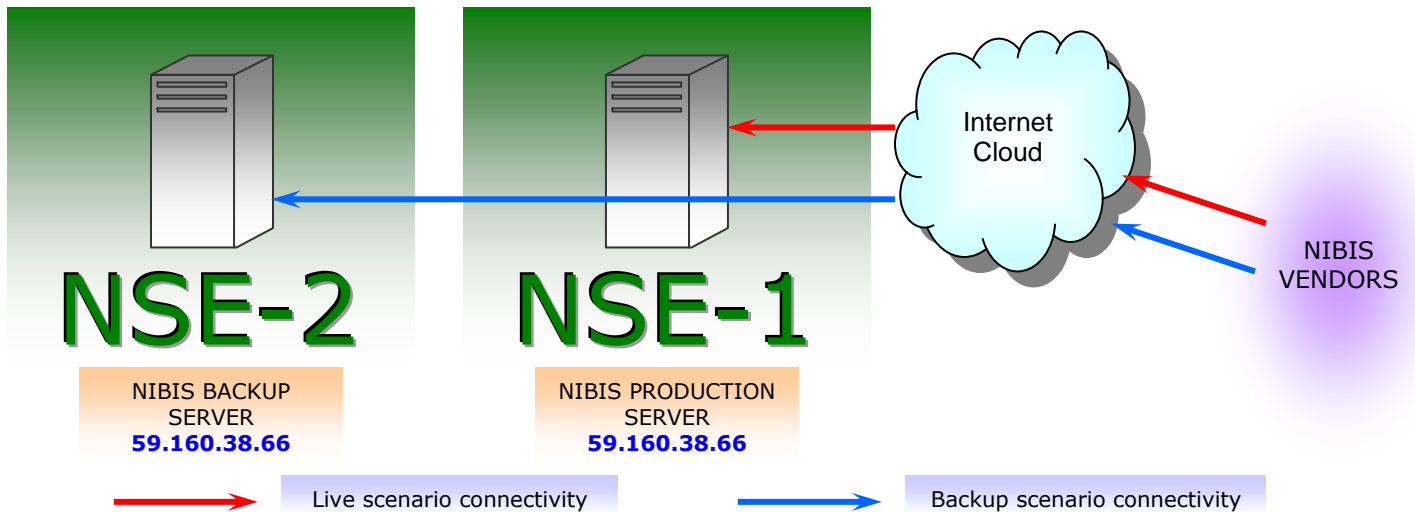 Internet
Cloud
NIBIS
VENDORS
NSE-2
NSE-1
NIBIS BACKUP
SERVER
59.160.38.66
NIBIS PRODUCTION
SERVER
59.160.38.66
Live scenario connectivity
Backup scenario connectivity